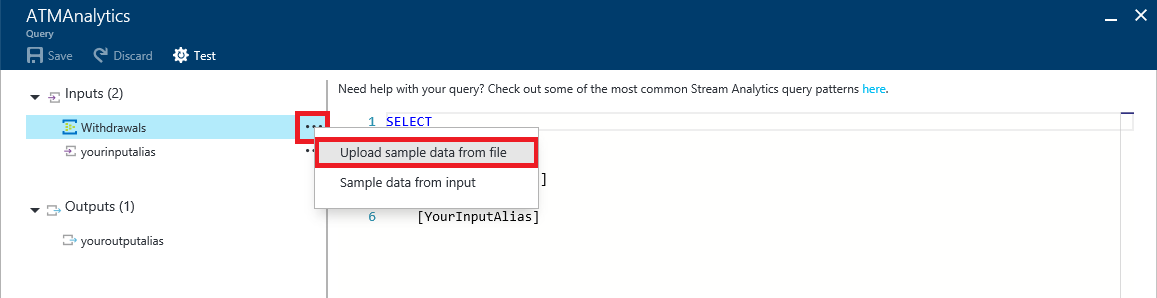 ATMAnalytics
Query
Save Discard Test
Inputs (2)
Withdrawals
yourinputalias
Outputs (1)
youroutputalias
Need help with your query? Check out some of the most common Stream Analytics query patterns here.
1 SELECT
]
6 [YourInputAlias]
Upload sample data from file
Sample data from input